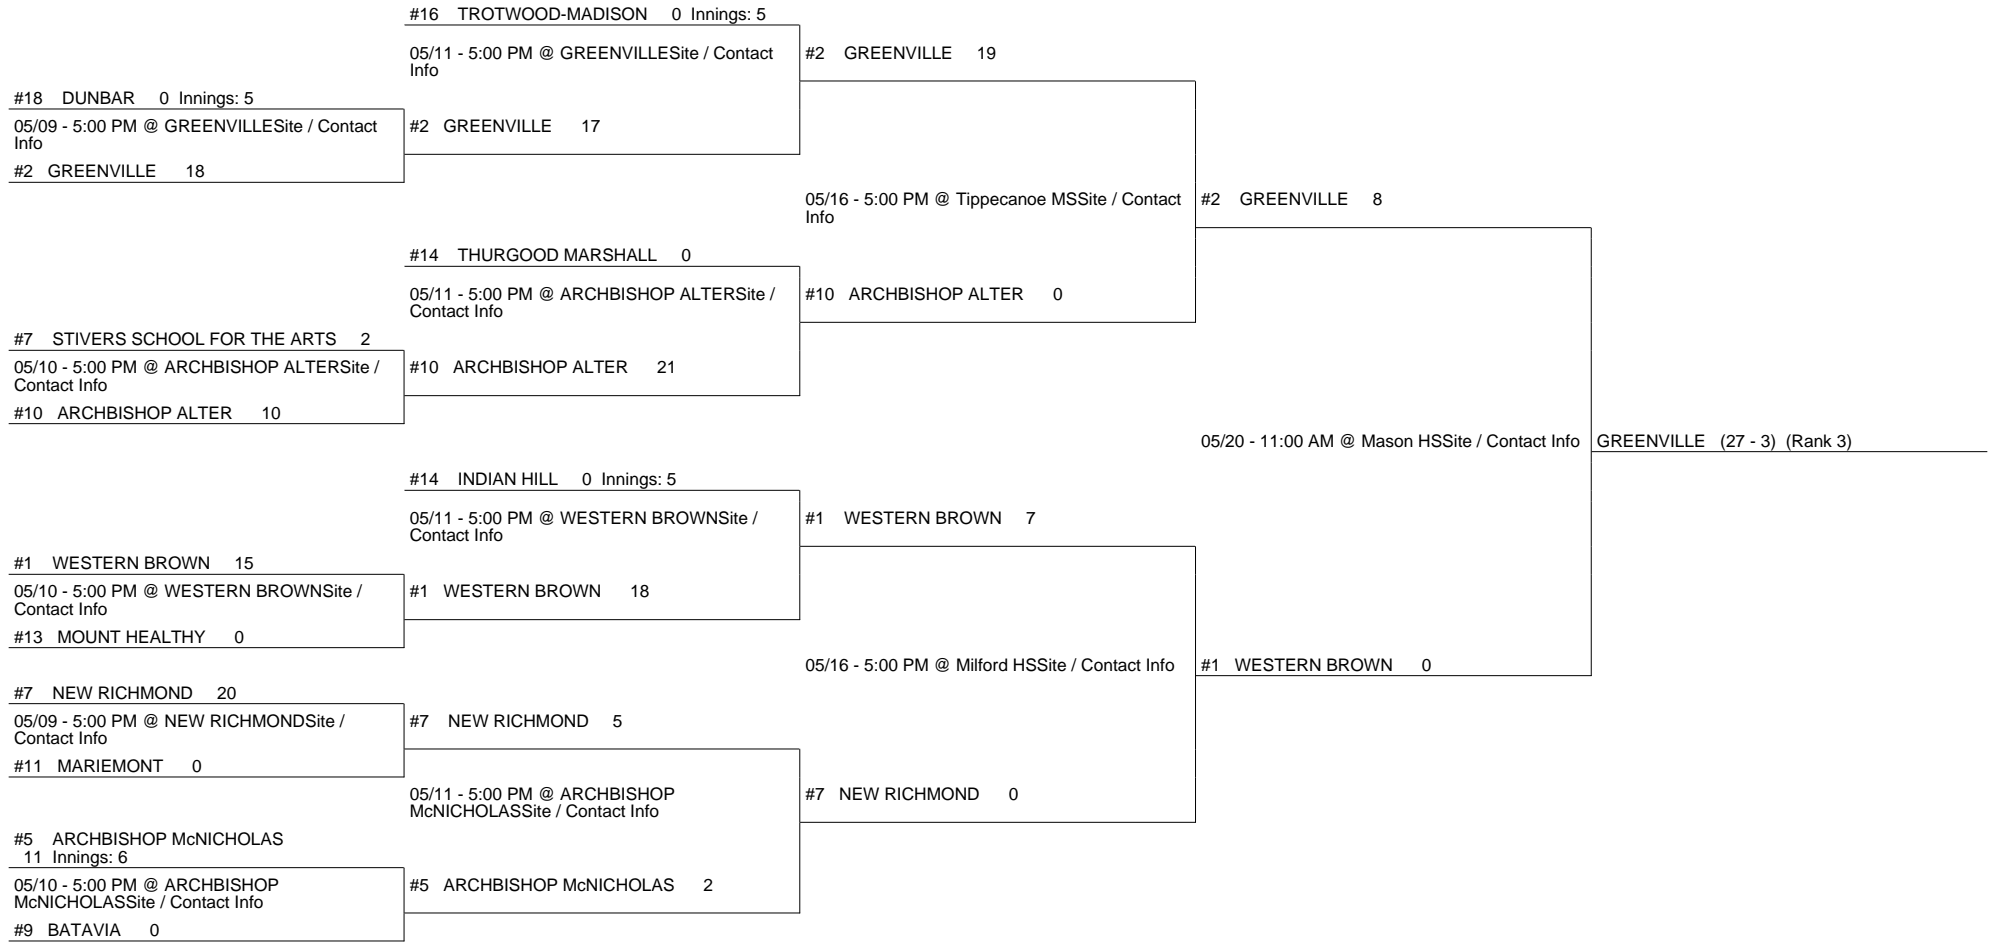 #16 TROTWOOD-MADISON 0 Innings: 5
05/11 - 5:00 PM @ GREENVILLESite / Contact
Info
#2 GREENVILLE 19
#18 DUNBAR 0 Innings: 5
05/09 - 5:00 PM @ GREENVILLESite / Contact
Info
#2 GREENVILLE 17
#2 GREENVILLE 18
05/16 - 5:00 PM @ Tippecanoe MSSite / Contact
Info
#2 GREENVILLE 8
#14 THURGOOD MARSHALL 0
05/11 - 5:00 PM @ ARCHBISHOP ALTERSite /
Contact Info
#10 ARCHBISHOP ALTER 0
#7 STIVERS SCHOOL FOR THE ARTS 2
05/10 - 5:00 PM @ ARCHBISHOP ALTERSite /
Contact Info
#10 ARCHBISHOP ALTER 21
#10 ARCHBISHOP ALTER 10
05/20 - 11:00 AM @ Mason HSSite / Contact Info
GREENVILLE (27 - 3) (Rank 3)
#14 INDIAN HILL 0 Innings: 5
05/11 - 5:00 PM @ WESTERN BROWNSite /
Contact Info
#1 WESTERN BROWN 7
#1 WESTERN BROWN 15
05/10 - 5:00 PM @ WESTERN BROWNSite /
Contact Info
#1 WESTERN BROWN 18
#13 MOUNT HEALTHY 0
05/16 - 5:00 PM @ Milford HSSite / Contact Info
#1 WESTERN BROWN 0
#7 NEW RICHMOND 20
05/09 - 5:00 PM @ NEW RICHMONDSite /
Contact Info
#7 NEW RICHMOND 5
#11 MARIEMONT 0
05/11 - 5:00 PM @ ARCHBISHOP
McNICHOLASSite / Contact Info
#7 NEW RICHMOND 0
#5 ARCHBISHOP McNICHOLAS
11 Innings: 6
05/10 - 5:00 PM @ ARCHBISHOP
McNICHOLASSite / Contact Info
#5 ARCHBISHOP McNICHOLAS 2
#9 BATAVIA 0